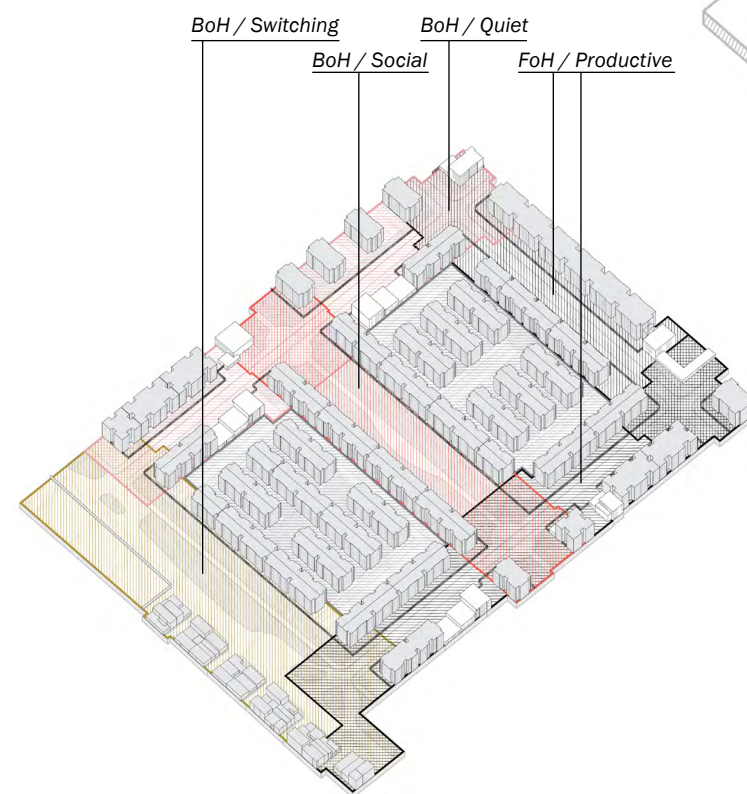 BoH / Switching
BoH / Quiet
BoH / Social
FoH / Productive